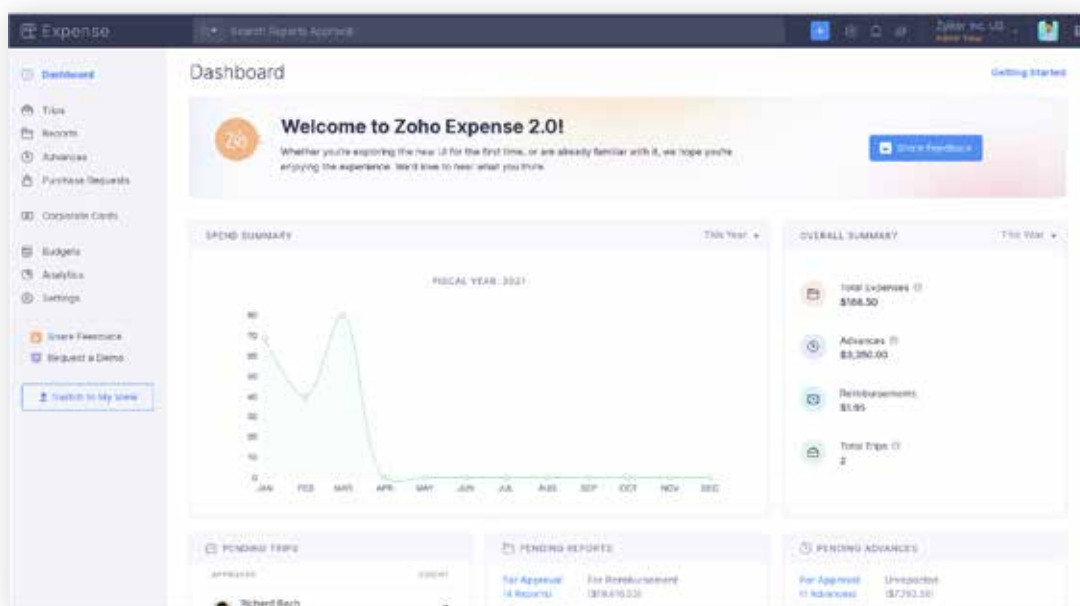 Expense
Search Reports Approval
Zylker Inc. US
Admin View
Dashboard
Trips
Reports
Advances
Purchase Requests
Corporate Cards
Budgets
Analytics
Settings
Share Feedback
Request a Demo
Switch to My View
Dashboard
Getting Started
Welcome to Zoho Expense 2.0!
Whether you're exploring the new UI for the first time, or are already familiar with it, we hope you're
enjoying the experience. We'd love to hear what you think.
Share Feedback
SPEND SUMMARY
This Year
FISCAL YEAR: 2021
80
70
60
50
40
30
20
10
0
JAN FEB MAR APR MAY JUN JUL AUG SEP OCT NOV DEC
OVERALL SUMMARY
This Year
Total Expenses
$166.50
Advances
Reimbursements
$1.95
Total Trips
2
PENDING TRIPS
APPROVER COUNT
Richard Bach
PENDING REPORTS
For Approval For Reimbursement
PENDING ADVANCES
For Approval Unreported